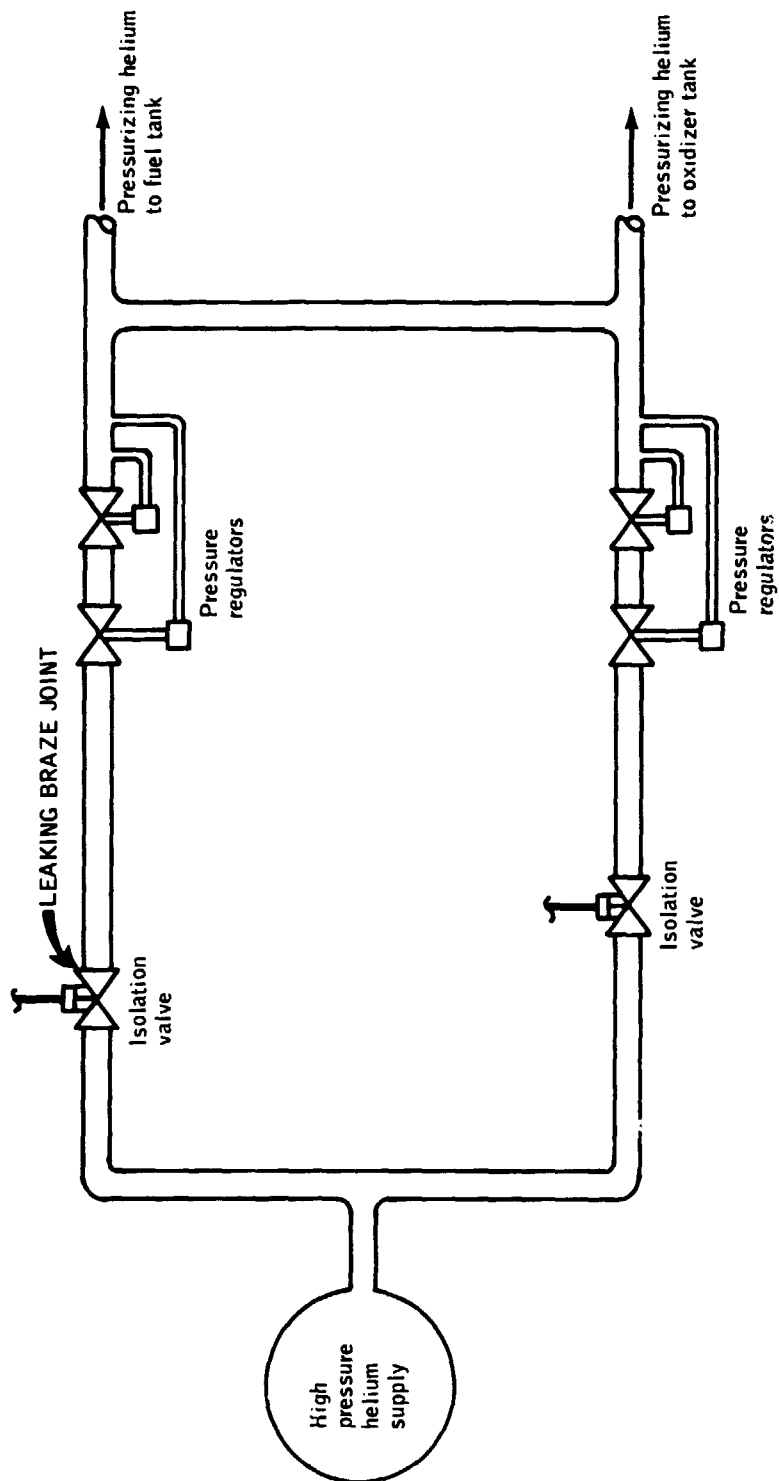 High
pressure
helium
supply
Isolation
valve
LEAKING BRAZE JOINT
Pressure
regulators
Pressurizing helium
to fuel tank
Isolation
valve
Pressure
regulators
Pressurizing helium
to oxidizer tank